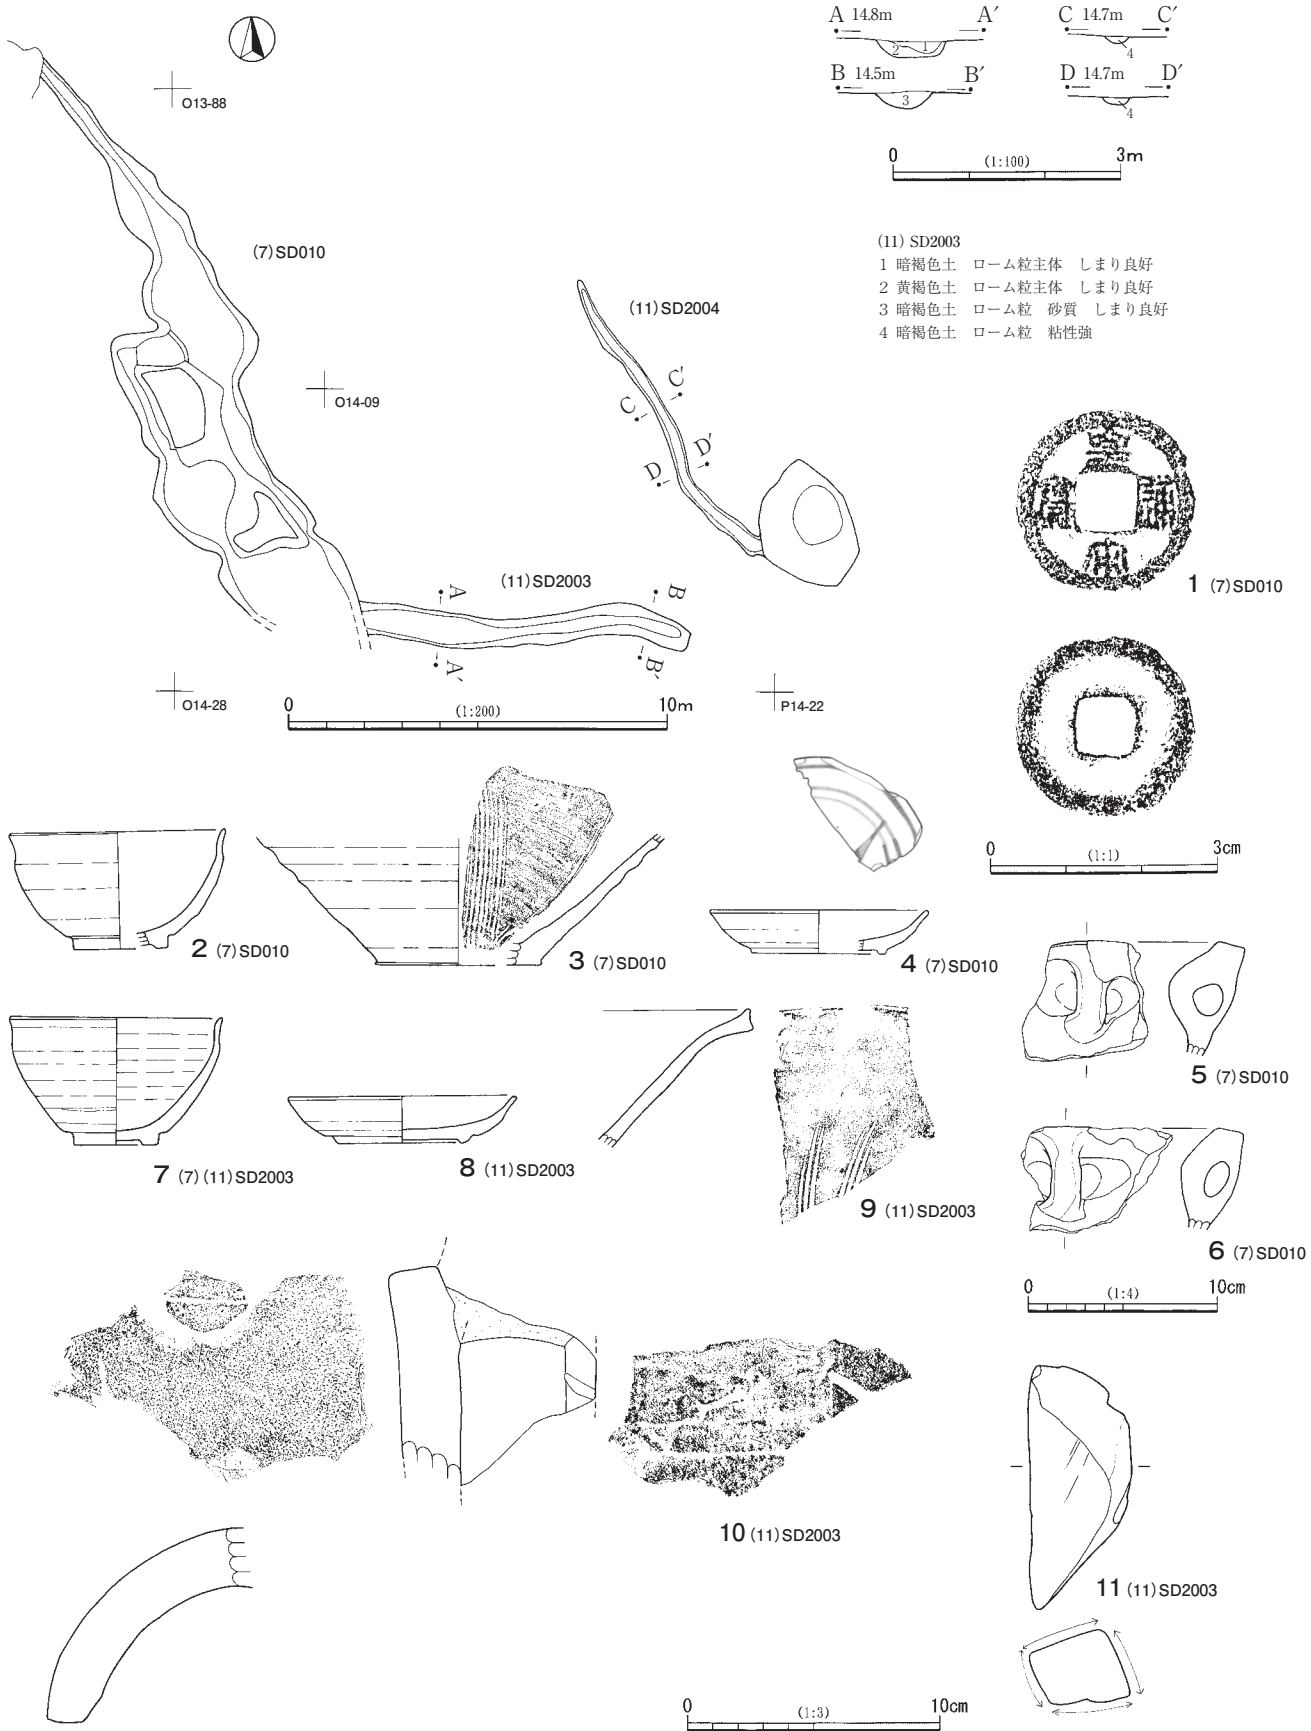 A 14.8m A′ C 14.7m C′
2 1
4
B 14.5m B′ D 14.7m D′
3
4
0 (1:100) 3m
O13-88
(7)SD010
(11)SD2004
(11) SD2003
1 暗褐色土 ローム粒主体 しまり良好
2 黄褐色土 ローム粒主体 しまり良好
3 暗褐色土 ローム粒 砂質 しまり良好
4 暗褐色土 ローム粒 粘性強
O14-09
C C′
D D′
(11)SD2003
A A′
B B′
1 (7)SD010
O14-28
0 (1:200) 10m
P14-22
0 (1:1) 3cm
2 (7)SD010
3 (7)SD010
4 (7)SD010
5 (7)SD010
7 (7)(11)SD2003
8 (11)SD2003
9 (11)SD2003
6 (7)SD010
0 (1:4) 10cm
10 (11)SD2003
11 (11)SD2003
0 (1:3) 10cm